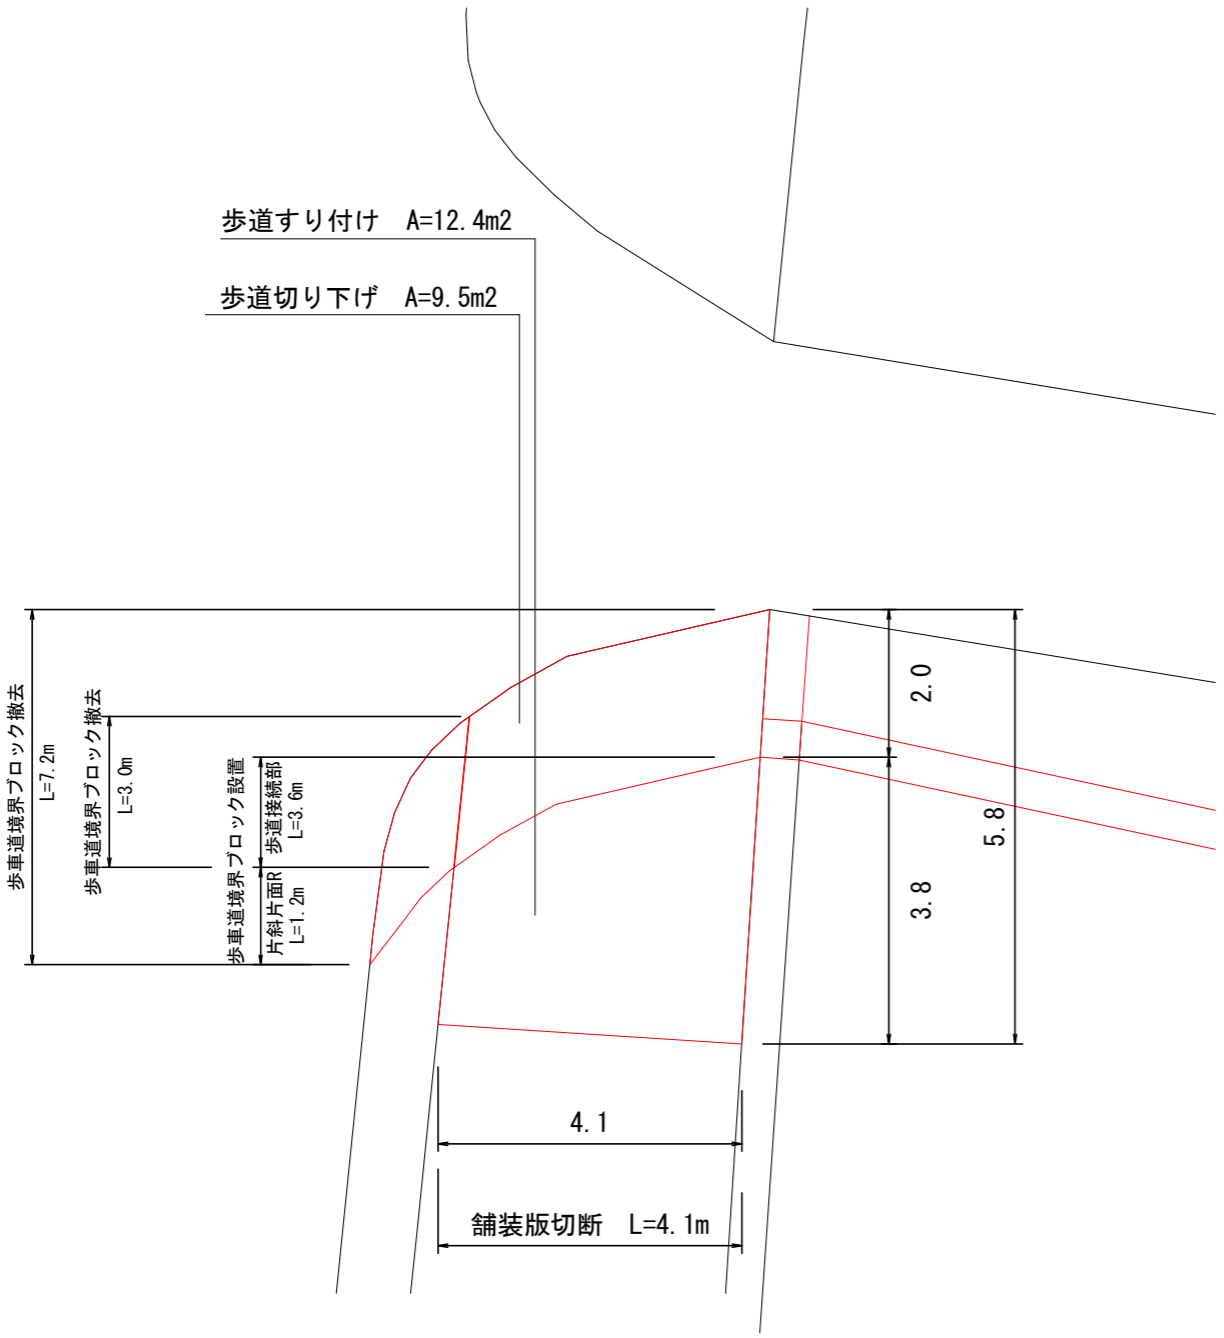 歩道すり付け　A=12.4m2
歩道切り下げ　A=9.5m2
歩車道境界ブロック撤去
L=7.2m
歩車道境界ブロック撤去
L=3.0m
歩車道境界ブロック設置
歩道接続部
L=3.6m
片斜片面R
L=1.2m
2.0
5.8
3.8
4.1
舗装版切断　L=4.1m